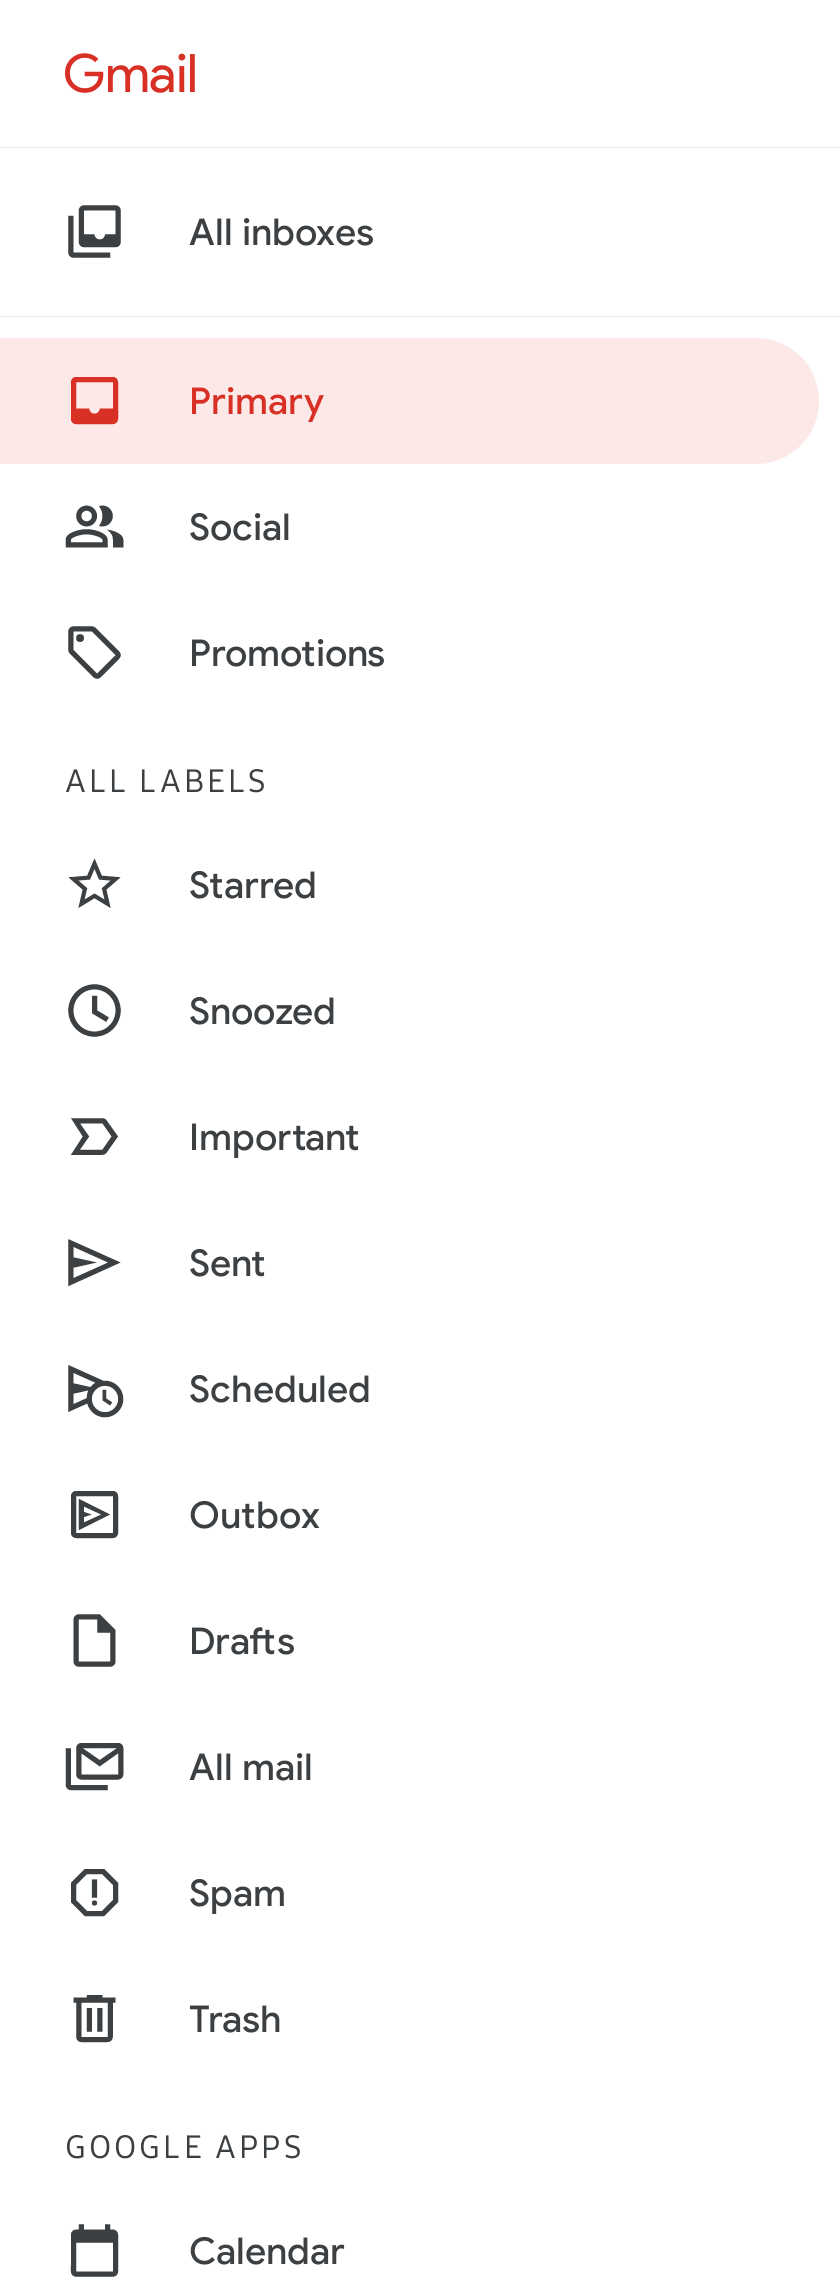 Gmail
All inboxes
Primary
Social
Promotions
ALL LABELS
Starred
Snoozed
Important
Sent
Scheduled
Outbox
Drafts
All mail
Spam
Trash
GOOGLE APPS
Calendar